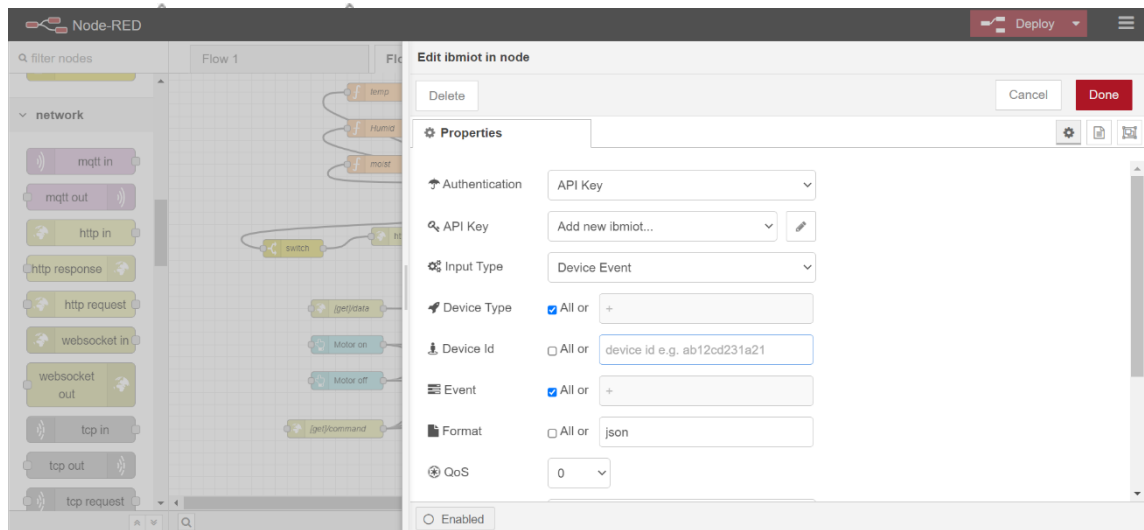 Node-RED
Deploy
filter nodes
Flow 1
Flo
Edit ibmiot in node
Delete
Cancel
Done
Properties
network
mqtt in
mqtt out
http in
http response
http request
websocket in
websocket
out
tcp in
tcp out
tcp request
temp
Humid
moist
switch
ht
[get]/data
Motor on
Motor off
[get]/command
Authentication
API Key
API Key
Add new ibmiot...
Input Type
Device Event
Device Type
All or
+
Device Id
All or
device id e.g. ab12cd231a21
Event
All or
+
Format
All or
json
QoS
0
Enabled